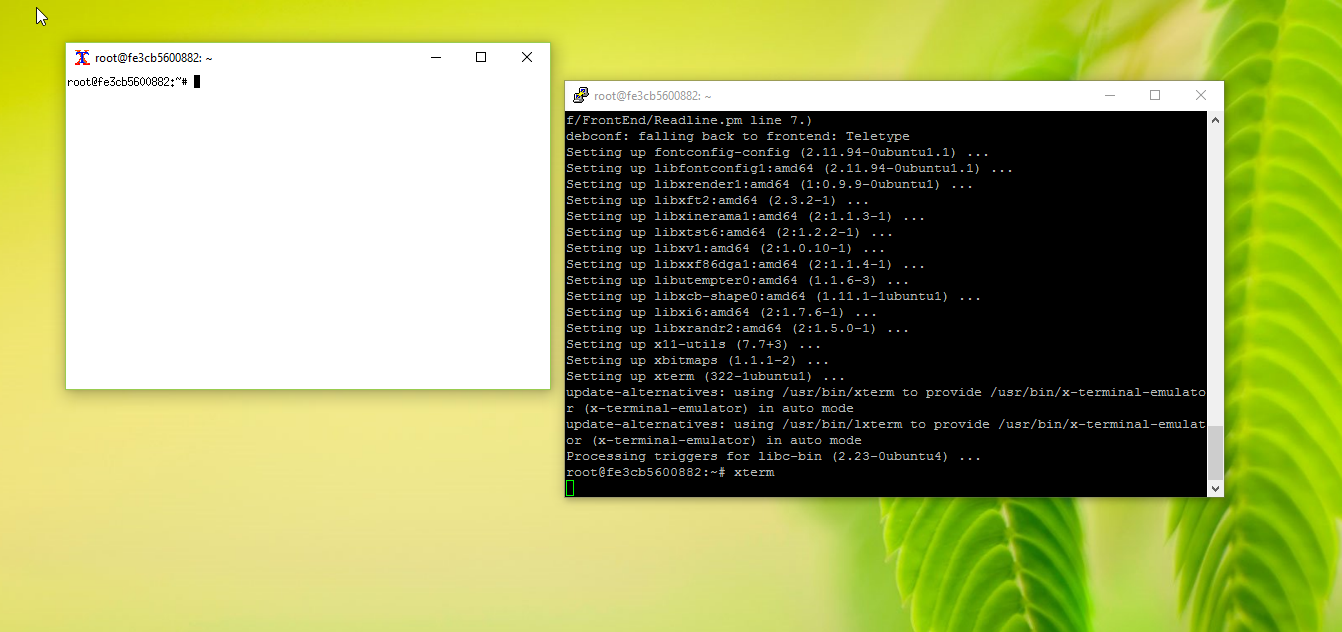 root@fe3cb5600882: ~
root@fe3cb5600882:~#
root@fe3cb5600882: ~
f/FrontEnd/Readline.pm line 7.)
debconf: falling back to frontend: Teletype
Setting up fontconfig-config (2.11.94-0ubuntu1.1) ...
Setting up libfontconfig1:amd64 (2.11.94-0ubuntu1.1) ...
Setting up libxrender1:amd64 (1:0.9.9-0ubuntu1) ...
Setting up libxft2:amd64 (2.3.2-1) ...
Setting up libxinerama1:amd64 (2:1.1.3-1) ...
Setting up libxtst6:amd64 (2:1.2.2-1) ...
Setting up libxv1:amd64 (2:1.0.10-1) ...
Setting up libxxf86dga1:amd64 (2:1.1.4-1) ...
Setting up libutempter0:amd64 (1.1.6-3) ...
Setting up libxcb-shape0:amd64 (1.11.1-1ubuntu1) ...
Setting up libxi6:amd64 (2:1.7.6-1) ...
Setting up libxrandr2:amd64 (2:1.5.0-1) ...
Setting up x11-utils (7.7+3) ...
Setting up xbitmaps (1.1.1-2) ...
Setting up xterm (322-1ubuntu1) ...
update-alternatives: using /usr/bin/xterm to provide /usr/bin/x-terminal-emulato
r (x-terminal-emulator) in auto mode
update-alternatives: using /usr/bin/lxterm to provide /usr/bin/x-terminal-emulat
or (x-terminal-emulator) in auto mode
Processing triggers for libc-bin (2.23-0ubuntu4) ...
root@fe3cb5600882:~# xterm